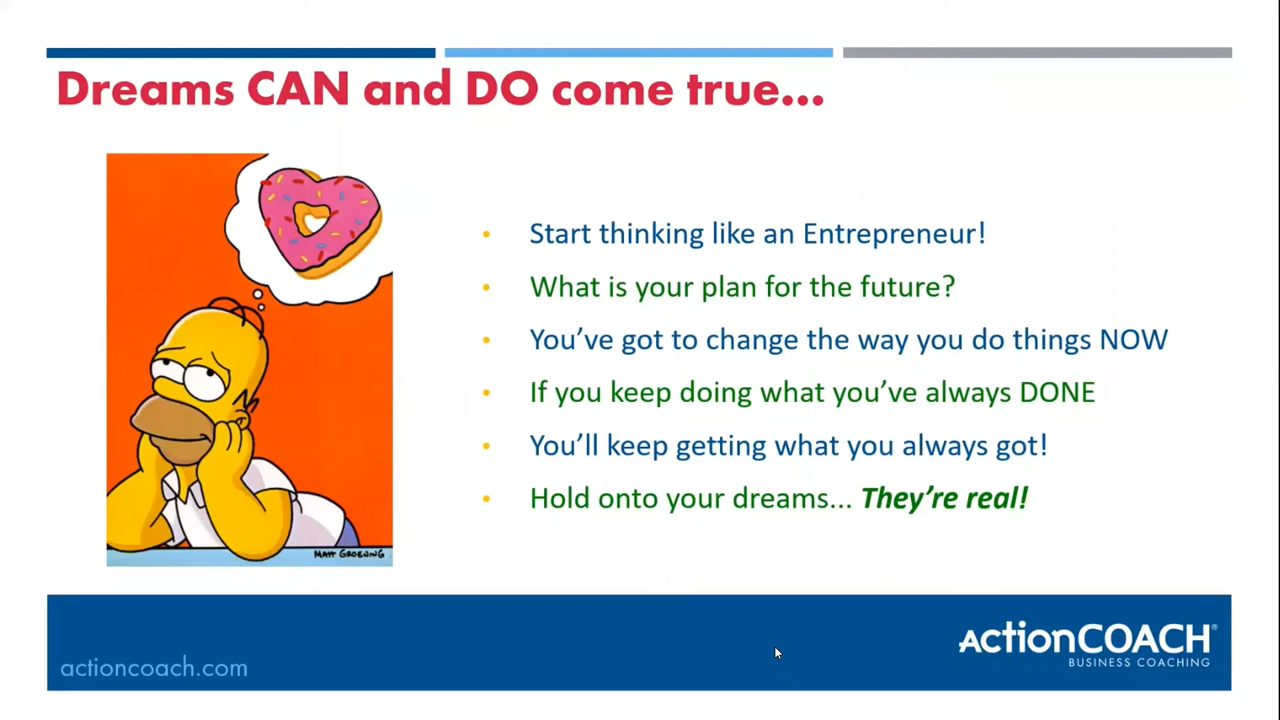 Dreams CAN and DO come true...
Start thinking like an Entrepreneur!
What is your plan for the future?
You've got to change the way you do things NOW
If you keep doing what you've always DONE
You'll keep getting what you always got!
Hold onto your dreams... They're real!
MATT GROENING
actioncoach.com
ActionCOACH®
BUSINESS COACHING